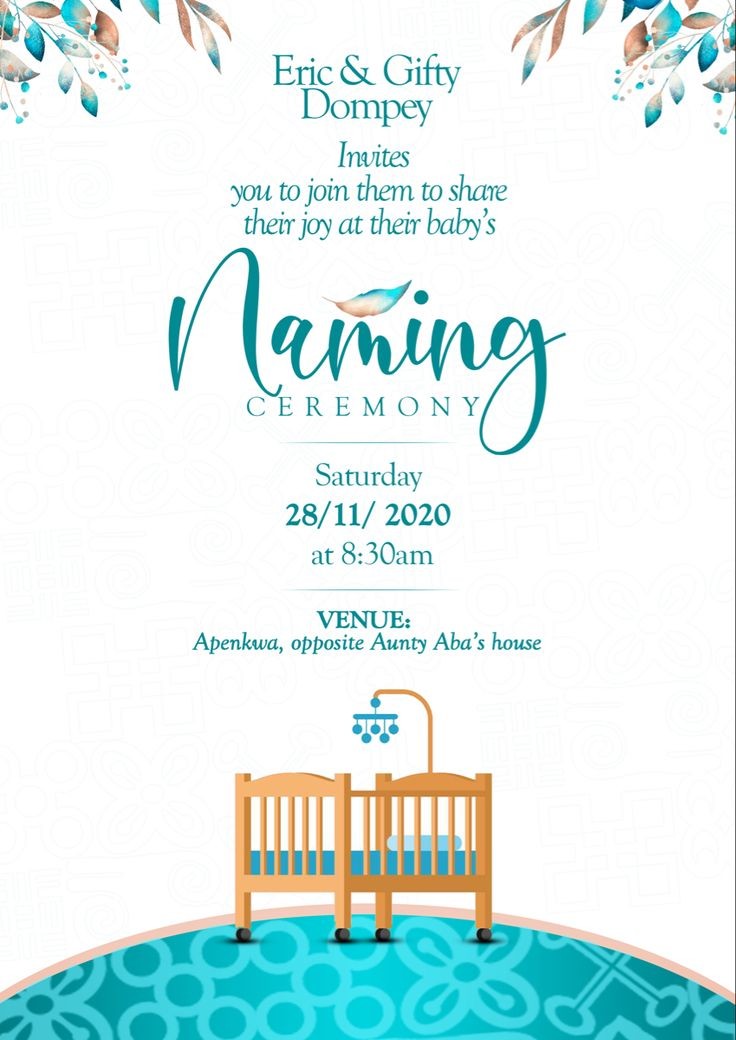 Eric & Gifty
Dompey
Invites
you to join them to share
their joy at their baby's
Naming
CEREMONY
Saturday
28/11/ 2020
at 8:30am
VENUE:
Apenkwa, opposite Aunty Aba's house